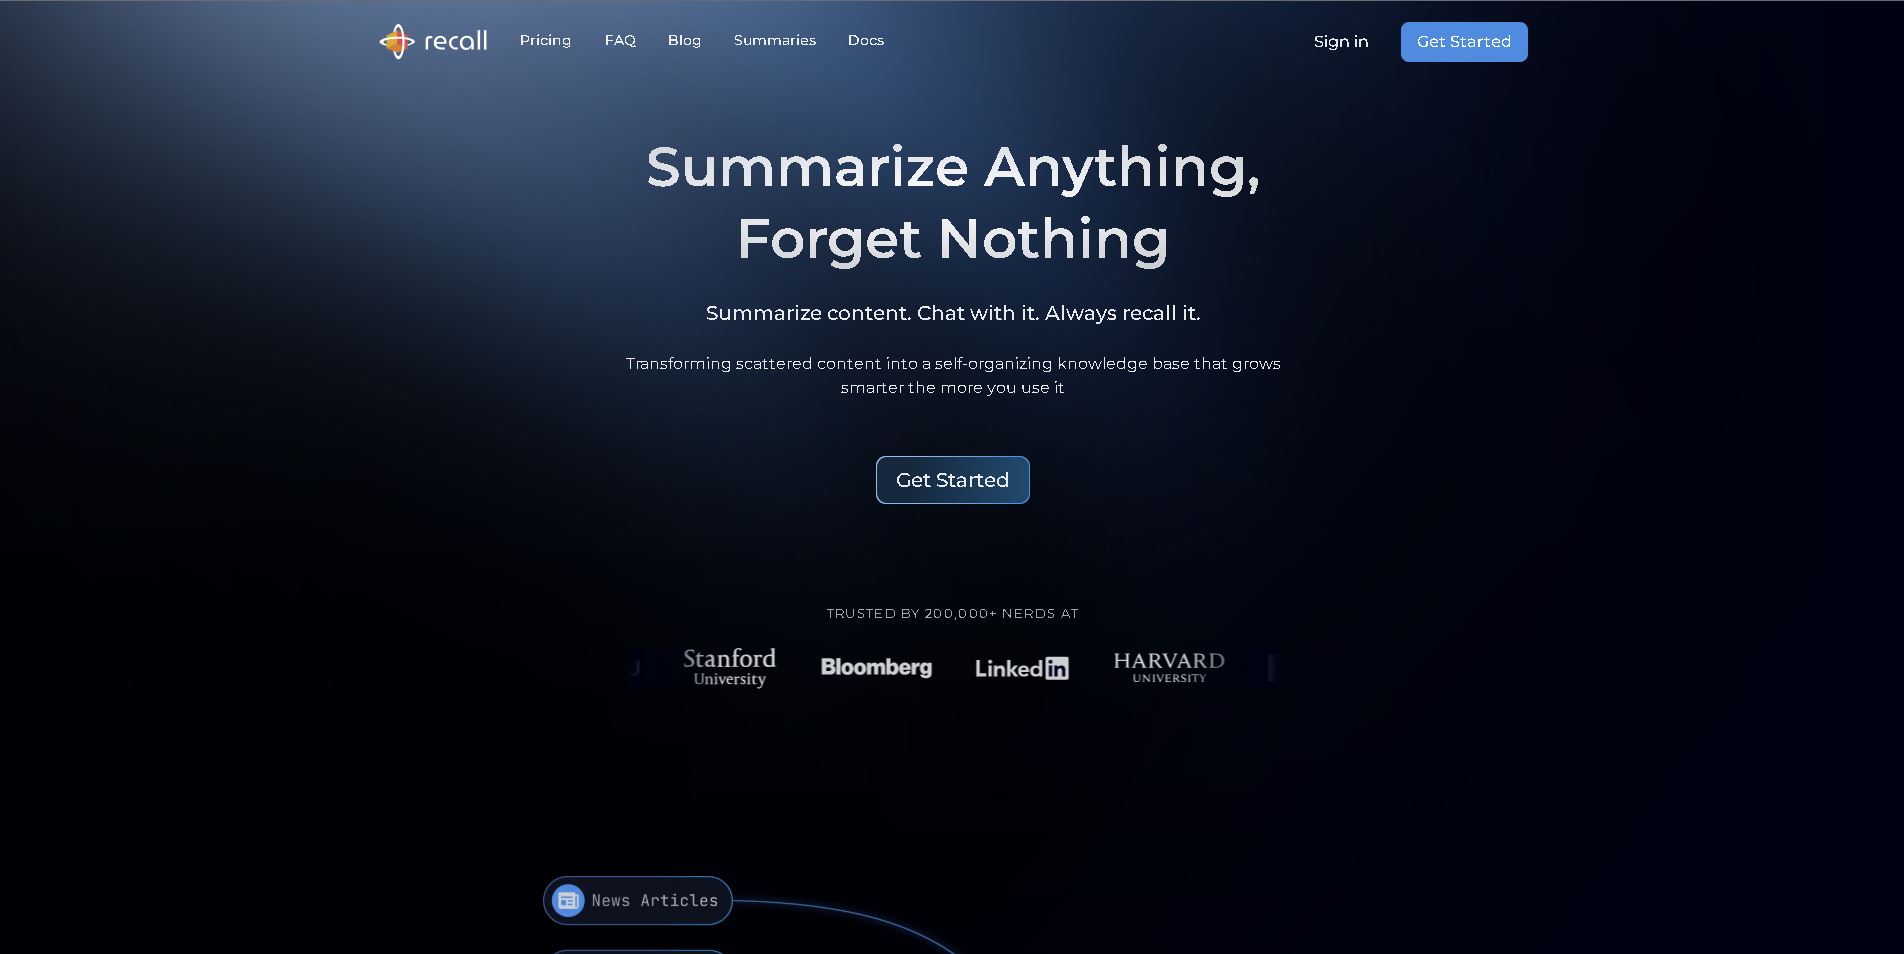 recall
Pricing
FAQ
Blog
Summaries
Docs
Sign in
Get Started
Summarize Anything,
Forget Nothing
Summarize content. Chat with it. Always recall it.
Transforming scattered content into a self-organizing knowledge base that grows
smarter the more you use it
Get Started
TRUSTED BY 200,000+ NERDS AT
Stanford
University
Bloomberg
Linkedin
HARVARD
UNIVERSITY
News Articles